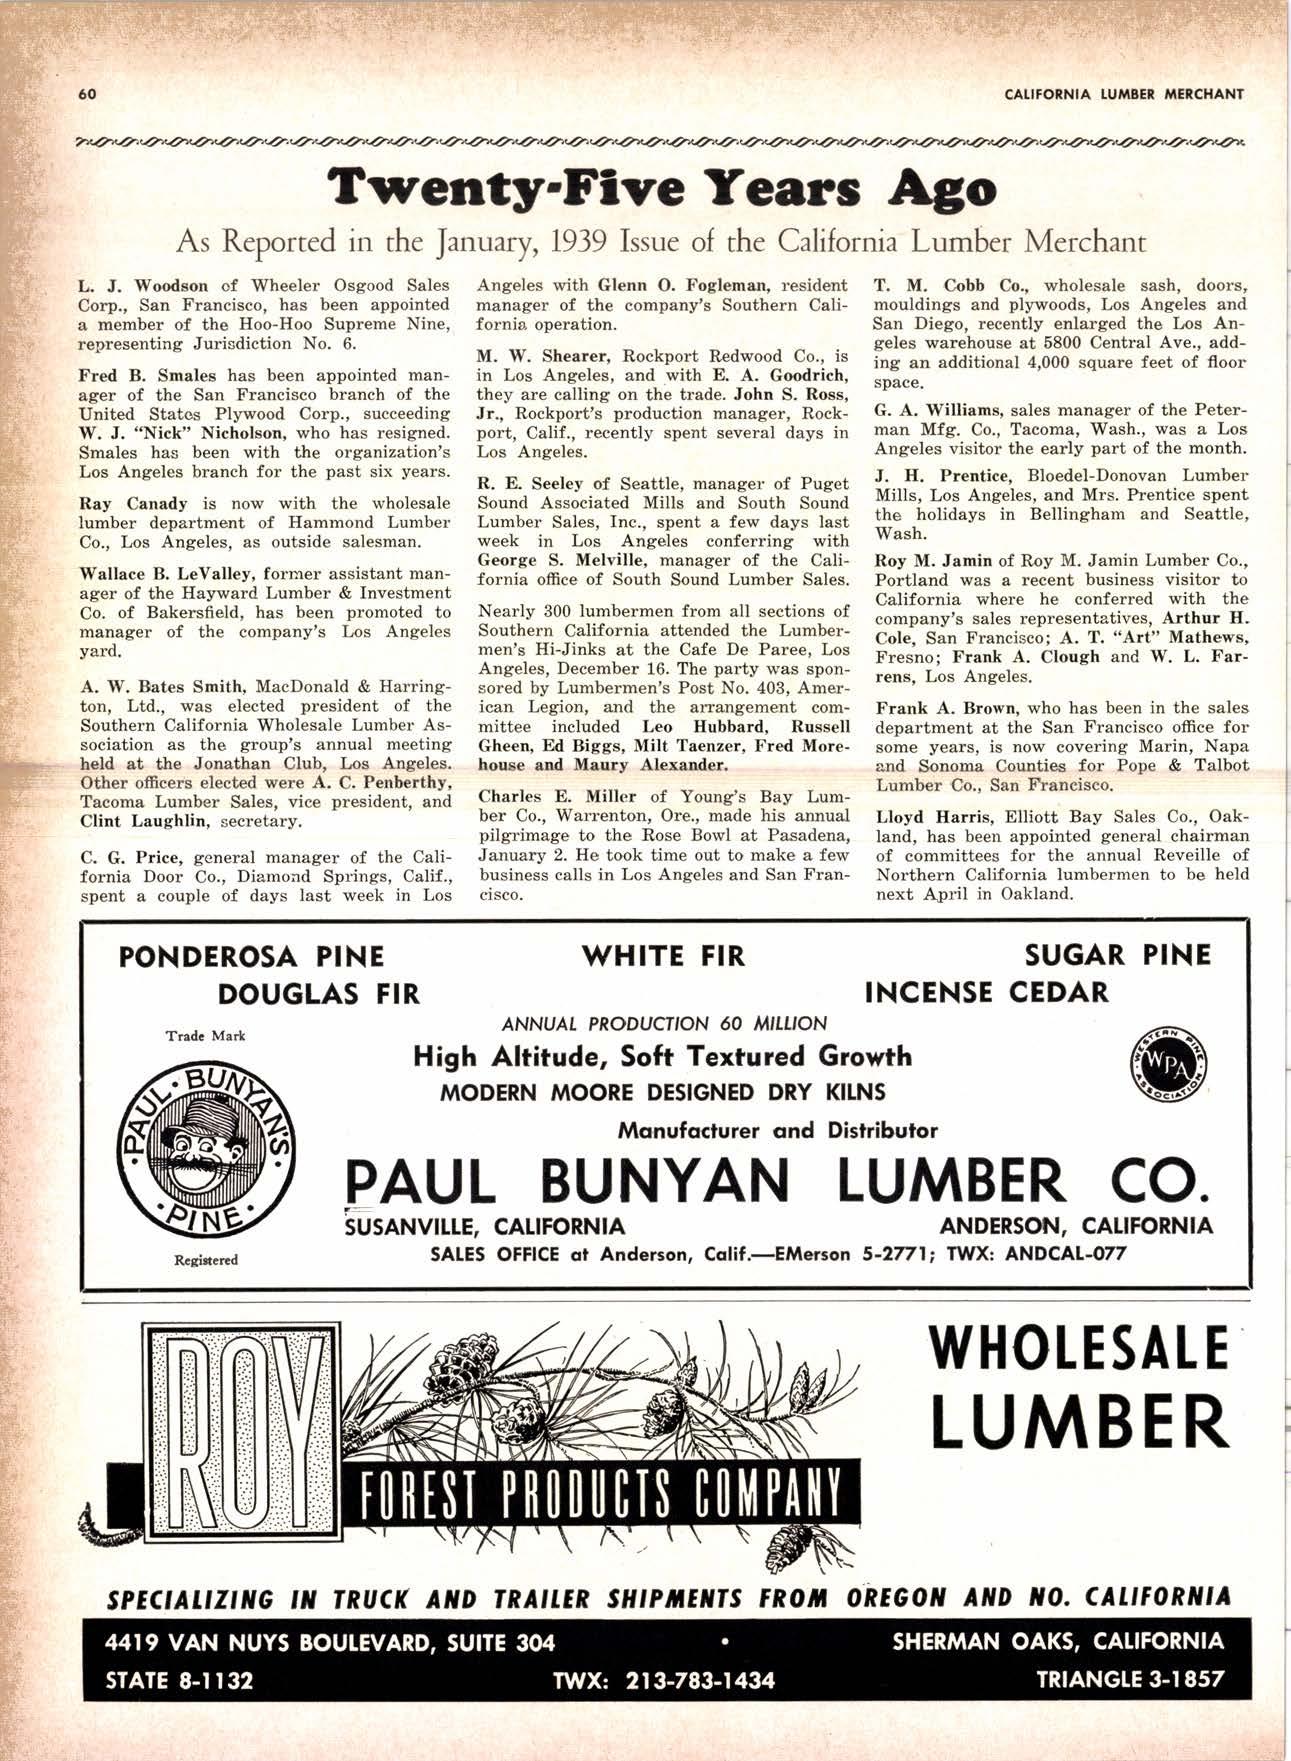 60
CALIFORNIA LUMBER MERCHANT
Twenty-Five Years Ago
As Reported in the January, 1939 Issue of the California Lumber Merchant
L. J. Woodson of Wheeler Osgood Sales
Corp., San Francisco, has been appointed
a member of the Hoo-Hoo Supreme Nine,
representing Jurisdiction No. 6.
Fred B. Smales has been appointed man-
ager of the San Francisco branch of the
United States Plywood Corp., succeeding
W. J. “Nick” Nicholson, who has resigned.
Smales has been with the organization's
Los Angeles branch for the past six years.
Ray Canady is now with the wholesale
lumber department of Hammond Lumber
Co., Los Angeles, as outside salesman.
Wallace B. LeValley, former assistant man-
ager of the Hayward Lumber & Investment
Co. of Bakersfield, has been promoted to
manager of the company's Los Angeles
yard.
A. W. Bates Smith, MacDonald & Harring-
ton, Ltd., was elected president of the
Southern California Wholesale Lumber As-
sociation as the group's annual meeting
held at the Jonathan Club, Los Angeles.
Other officers elected were A. C. Penberthy,
Tacoma Lumber Sales, vice president, and
Clint Laughlin, secretary.
C. G. Price, general manager of the Cali-
fornia Door Co., Diamond Springs, Calif.,
spent a couple of days last week in Los
Angeles with Glenn O. Fogleman, resident
manager of the company's Southern Cali-
fornia operation.
M. W. Shearer, Rockport Redwood Co., is
in Los Angeles, and with E. A. Goodrich,
they are calling on the trade. John S. Ross,
Jr., Rockport's production manager, Rock-
port, Calif., recently spent several days in
Los Angeles.
R. E. Seeley of Seattle, manager of Puget
Sound Associated Mills and South Sound
Lumber Sales, Inc., spent a few days last
week in Los Angeles conferring with
George S. Melville, manager of the Cali-
fornia office of South Sound Lumber Sales.
Nearly 300 lumbermen from all sections of
Southern California attended the Lumber-
men's Hi-Jinks at the Cafe De Paree, Los
Angeles, December 16. The party was spon-
sored by Lumbermen's Post No. 403, Amer-
ican Legion, and the arrangement com-
mittee included Leo Hubbard, Russell
Gheen, Ed Biggs, Milt Taenzer, Fred More-
house and Maury Alexander.
Charles E. Miller of Young's Bay Lum-
ber Co., Warrenton, Ore., made his annual
pilgrimage to the Rose Bowl at Pasadena,
January 2. He took time out to make a few
business calls in Los Angeles and San Fran-
cisco.
T. M. Cobb Co., wholesale sash, doors,
mouldings and plywoods, Los Angeles and
San Diego, recently enlarged the Los An-
geles warehouse at 5800 Central Ave., add-
ing an additional 4,000 square feet of floor
space.
G. A. Williams, sales manager of the Peter-
man Mfg. Co., Tacoma, Wash., was a Los
Angeles visitor the early part of the month.
J. H. Prentice, Bloedel-Donovan Lumber
Mills, Los Angeles, and Mrs. Prentice spent
the holidays in Bellingham and Seattle,
Wash.
Roy M. Jamin of Roy M. Jamin Lumber Co.,
Portland was a recent business visitor to
California where he conferred with the
company's sales representatives, Arthur H.
Cole, San Francisco; A. T. “Art” Mathews,
Fresno; Frank A. Clough and W. L. Far-
rens, Los Angeles.
Frank A. Brown, who has been in the sales
department at the San Francisco office for
some years, is now covering Marin, Napa
and Sonoma Counties for Pope & Talbot
Lumber Co., San Francisco.
Lloyd Harris, Elliott Bay Sales Co., Oak-
land, has been appointed general chairman
of committees for the annual Reveille of
Northern California lumbermen to be held
next April in Oakland.
PONDEROSA PINE WHITE FIR SUGAR PINE
DOUGLAS FIR INCENSE CEDAR
ANNUAL PRODUCTION 60 MILLION
High Altitude, Soft Textured Growth
MODERN MOORE DESIGNED DRY KILNS
Trade Mark
PAUL · BUNYAN'S
· PINE ·
Registered
WESTERN PINE
WPA
ASSOCIATION
Manufacturer and Distributor
PAUL BUNYAN LUMBER CO.
SUSANVILLE, CALIFORNIA ANDERSON, CALIFORNIA
SALES OFFICE at Anderson, Calif.—EMerson 5-2771; TWX: ANDCAL-077
ROY
FOREST PRODUCTS COMPANY
WHOLESALE
LUMBER
SPECIALIZING IN TRUCK AND TRAILER SHIPMENTS FROM OREGON AND NO. CALIFORNIA
4419 VAN NUYS BOULEVARD, SUITE 304 • SHERMAN OAKS, CALIFORNIA
STATE 8-1132 TWX: 213-783-1434 TRIANGLE 3-1857